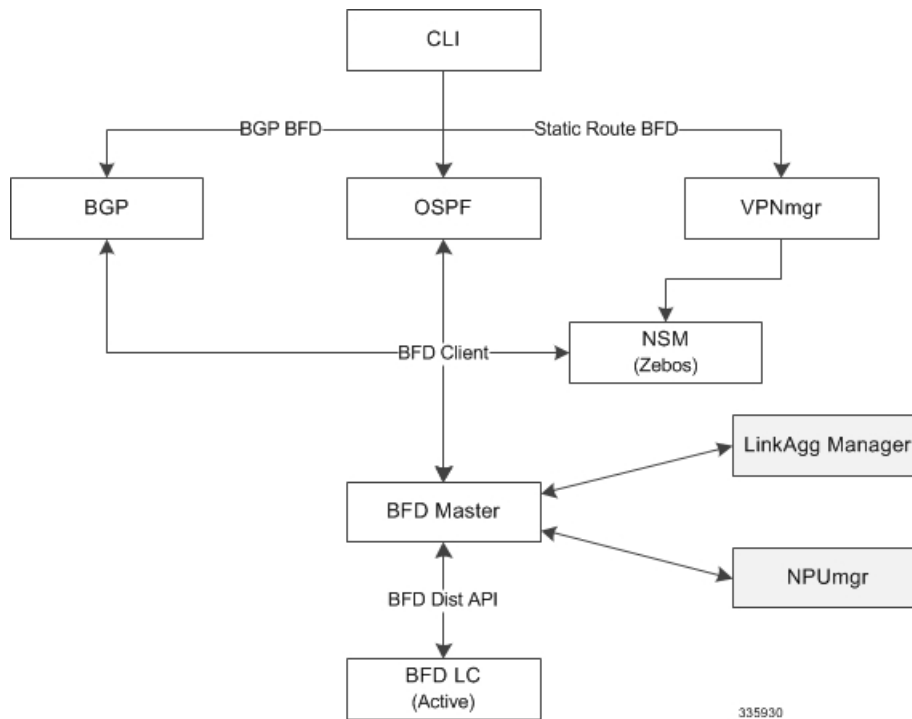 CLI
BGP BFD
Static Route BFD
BGP
OSPF
VPNmgr
NSM
(Zebos)
BFD Client
LinkAgg Manager
BFD Master
NPUmgr
BFD Dist API
BFD LC
(Active)
335930